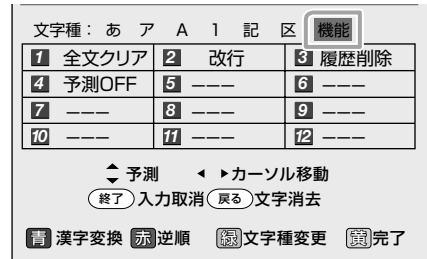 文字種： あ ア A 1 記 区 機能
1 全文クリア 2 改行 3 履歴削除
4 予測OFF 5 −−− 6 −−−
7 −−− 8 −−− 9 −−−
10 −−− 11 −−− 12 −−−
予測 カーソル移動
終了 入力取消 戻る 文字消去
青 漢字変換 赤 逆順 緑 文字種変更 黄 完了